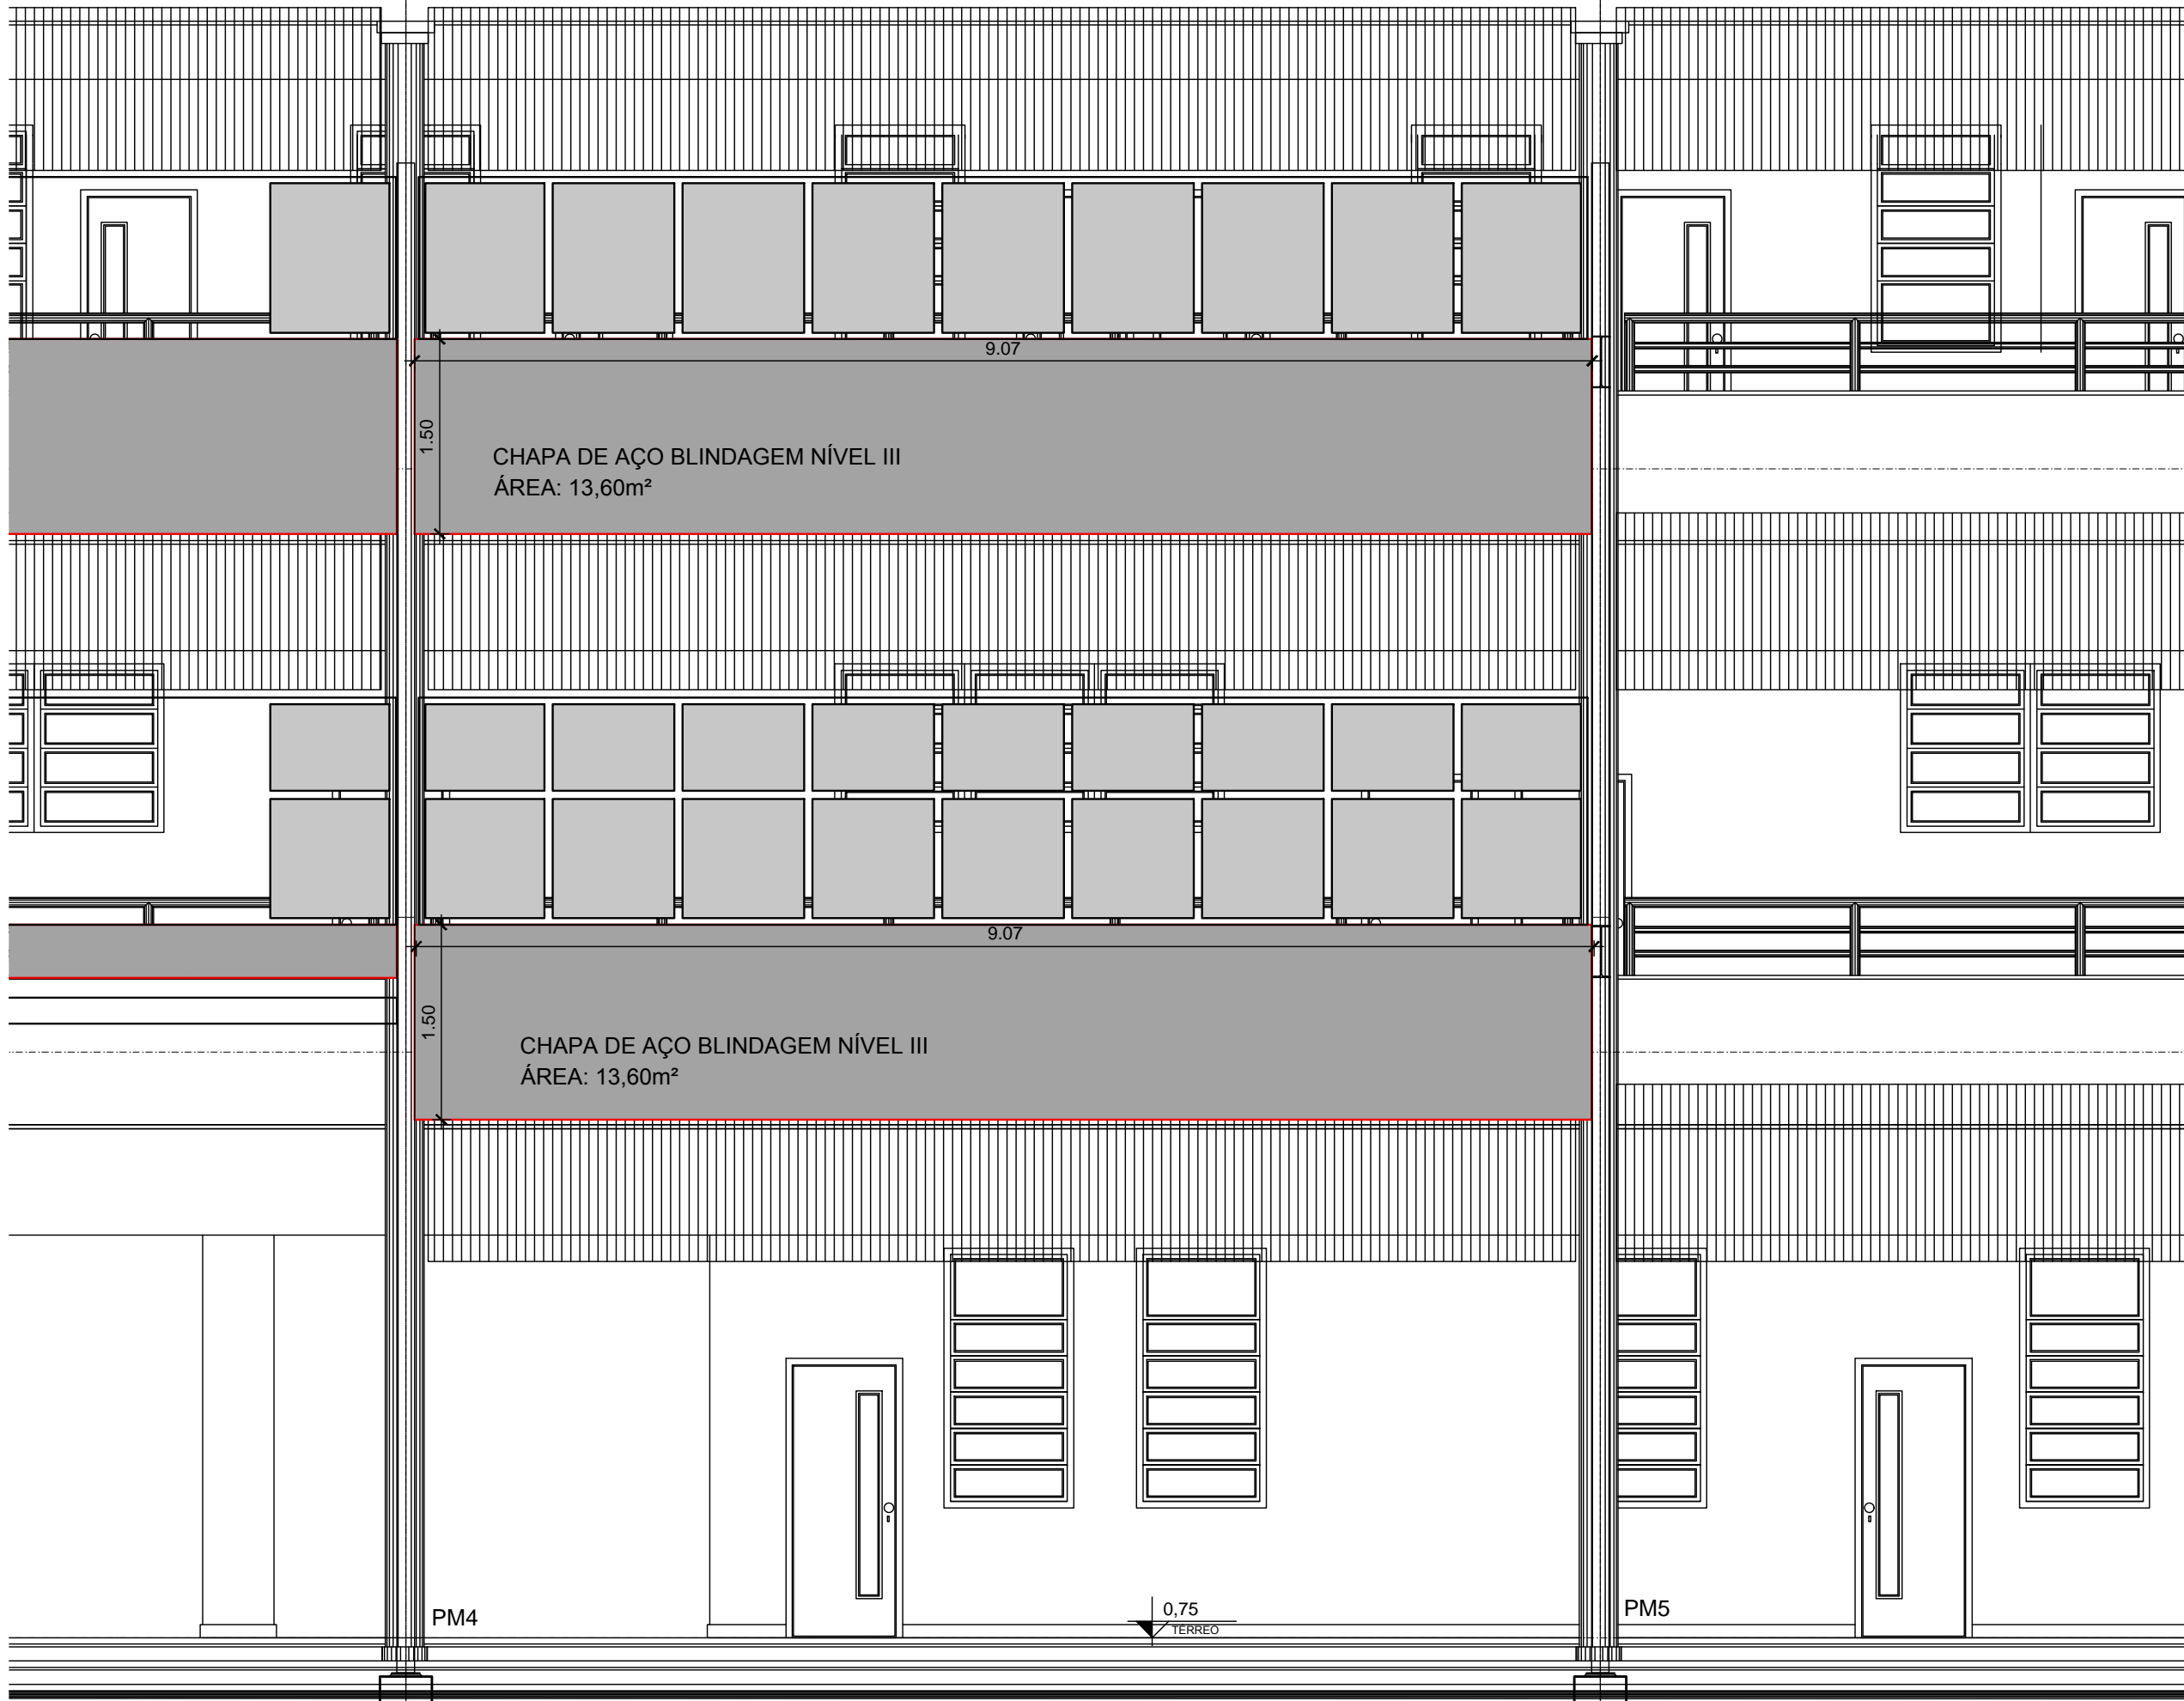 9.07
1.50
CHAPA DE AÇO BLINDAGEM NÍVEL III
ÁREA: 13,60m²
9.07
1.50
CHAPA DE AÇO BLINDAGEM NÍVEL III
ÁREA: 13,60m²
PM4
0,75
TÉRREO
PM5